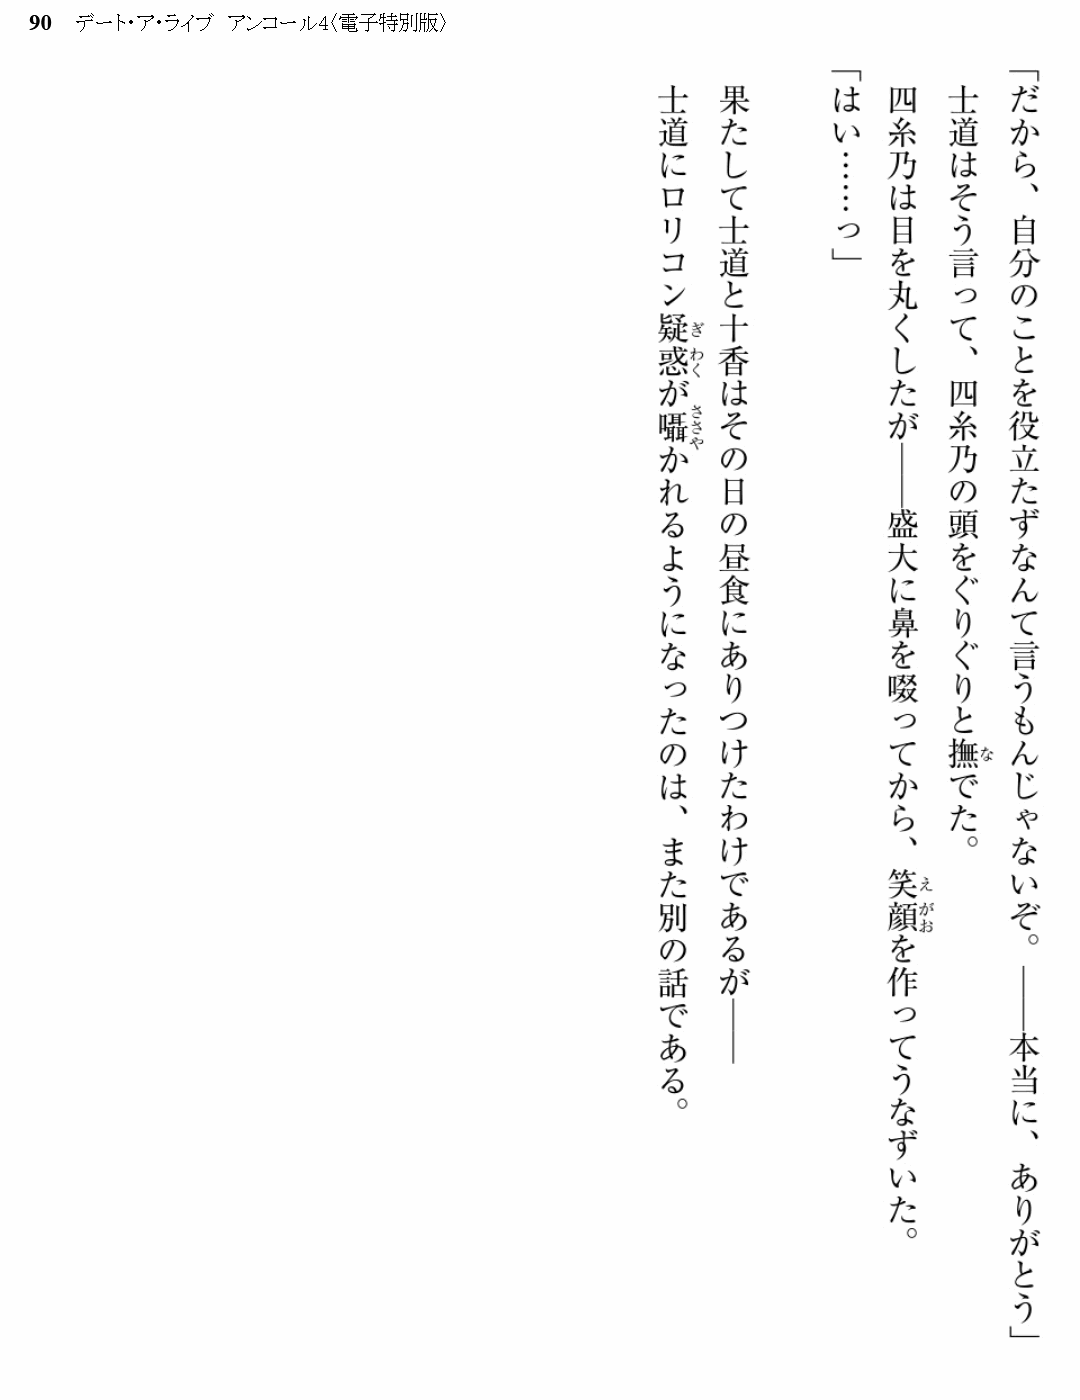 90 デート・ア・ライブ アンコール4〈電子特別版〉
「だから、自分のことを役立たずなんて言うもんじゃないぞ。――本当に、ありがとう」
士道はそう言って、四糸乃の頭をぐりぐりと撫でた。
四糸乃は目を丸くしたが――盛大に鼻を啜ってから、笑顔を作ってうなずいた。
「はい……っ」
果たして士道と十香はその日の昼食にありつけたわけであるが――
士道にロリコン疑惑が囁かれるようになったのは、また別の話である。